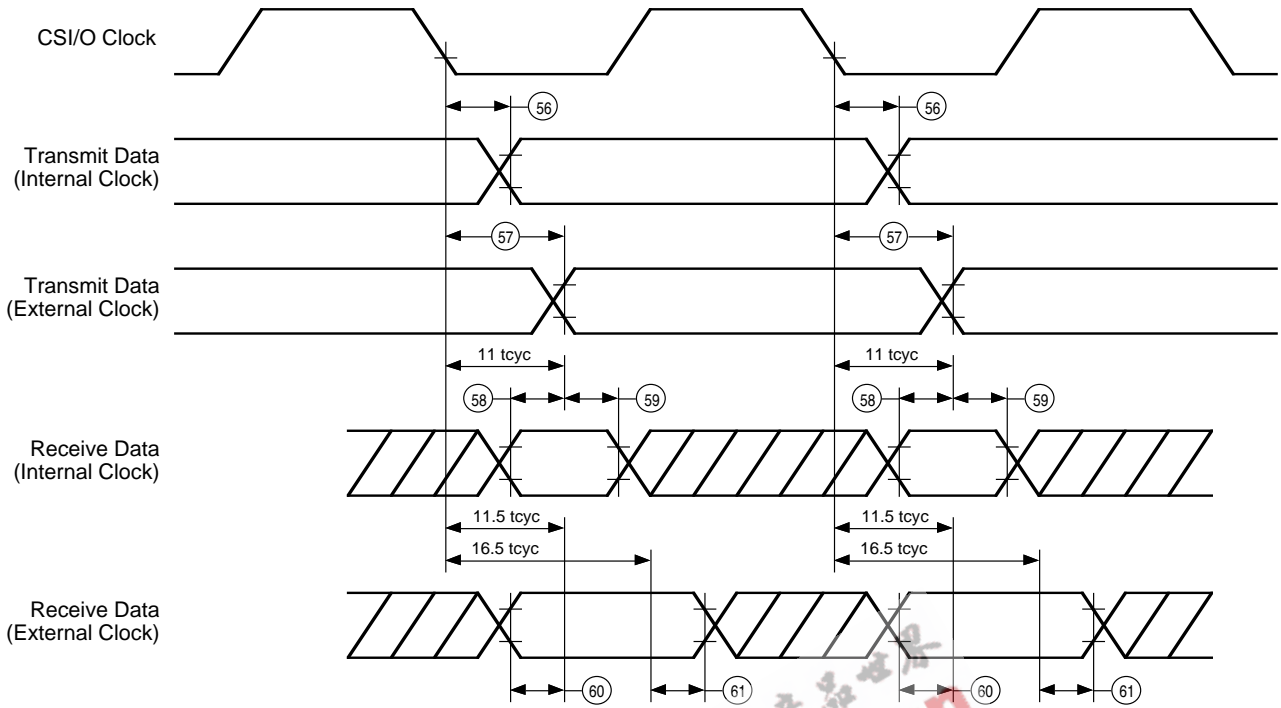 CSI/O Clock
56 56
Transmit Data
(Internal Clock)
57 57
Transmit Data
(External Clock)
11 tcyc 11 tcyc
58 59 58 59
Receive Data
(Internal Clock)
11.5 tcyc 11.5 tcyc
16.5 tcyc 16.5 tcyc
Receive Data
(External Clock)
60 61 60 61